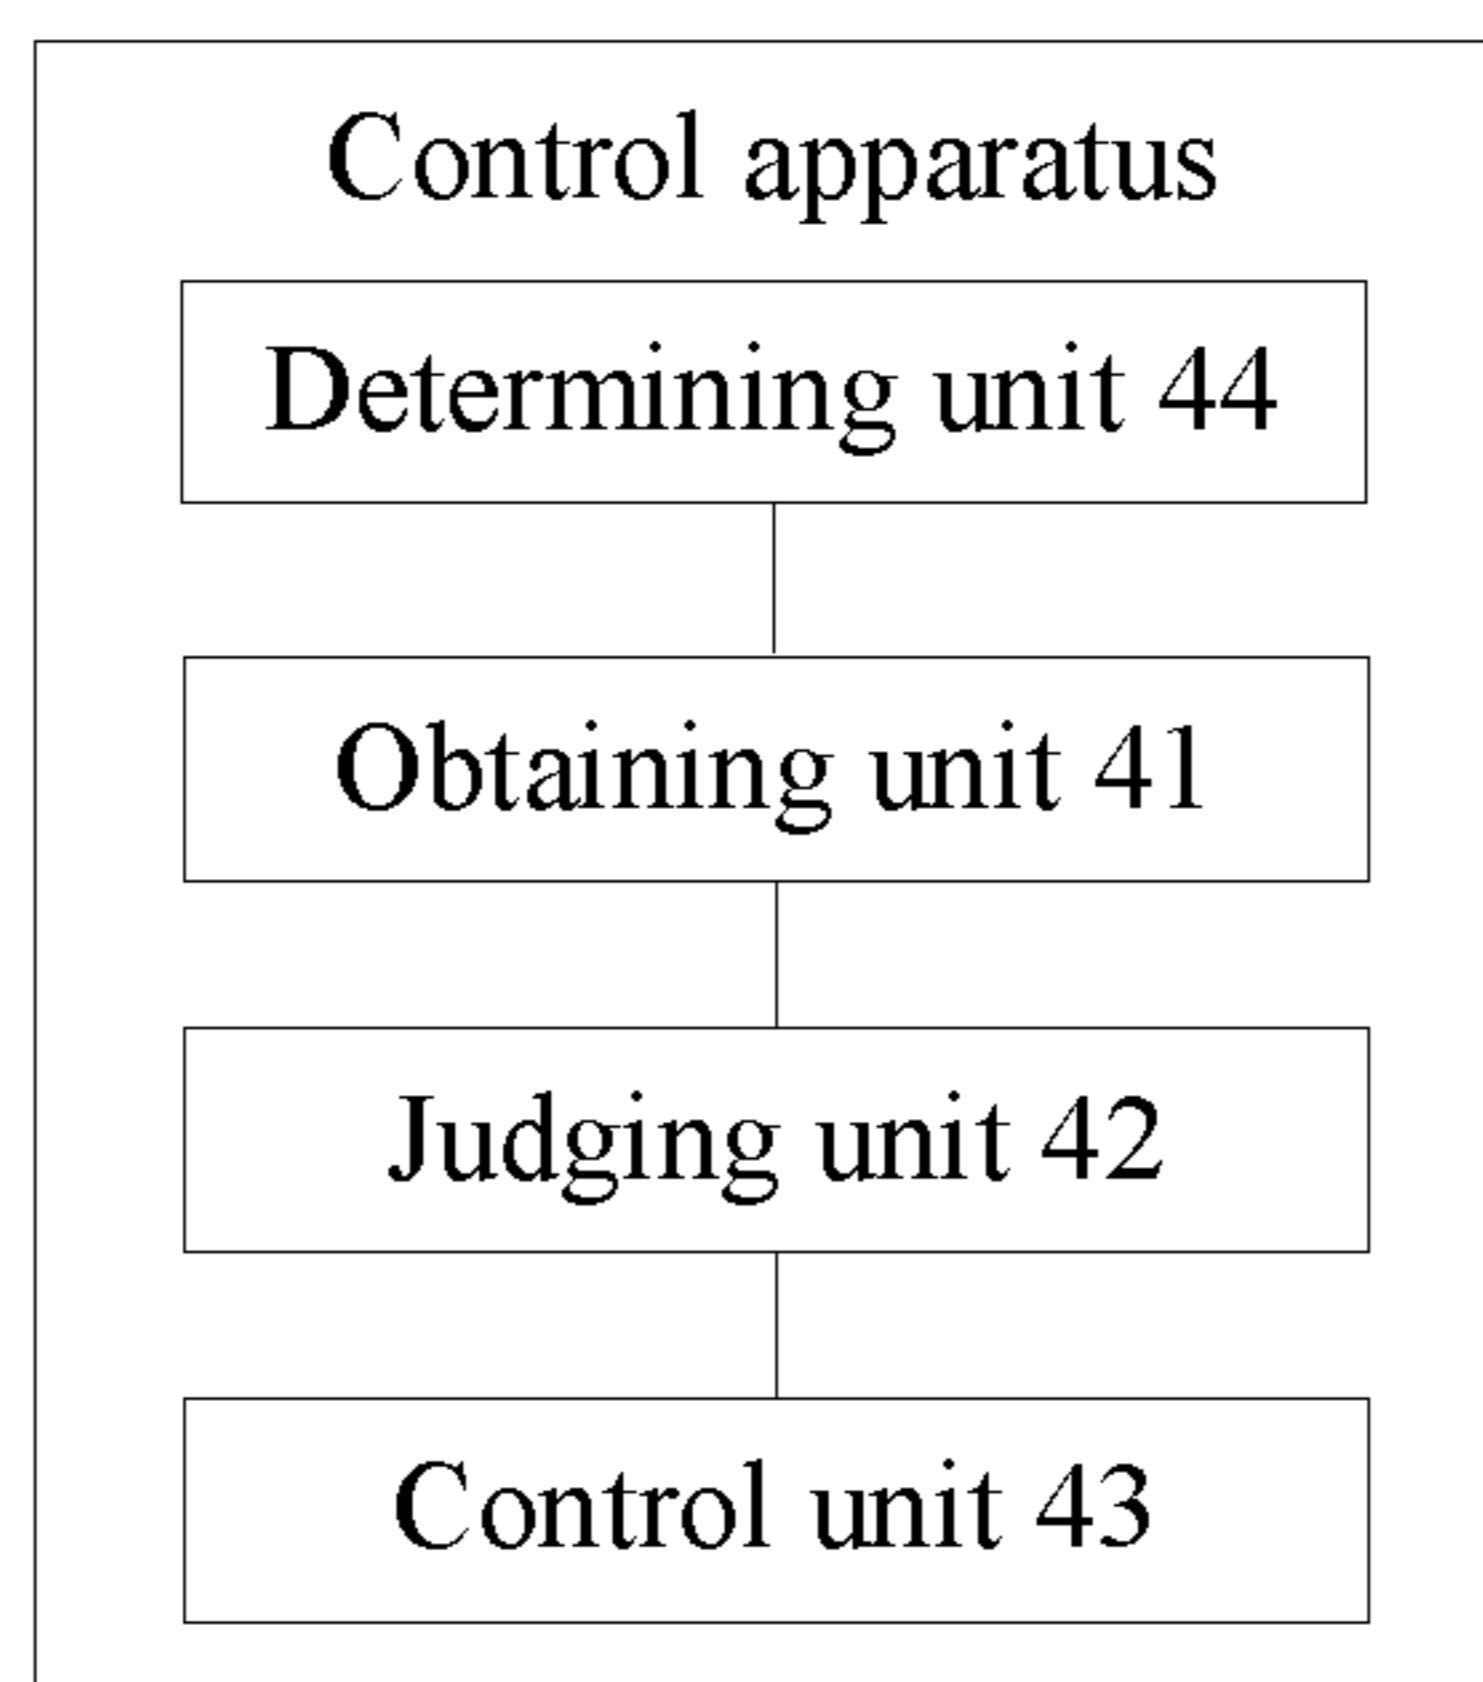 Control apparatus
Determining unit 44
Obtaining unit 41
Judging unit 42
Control unit 43